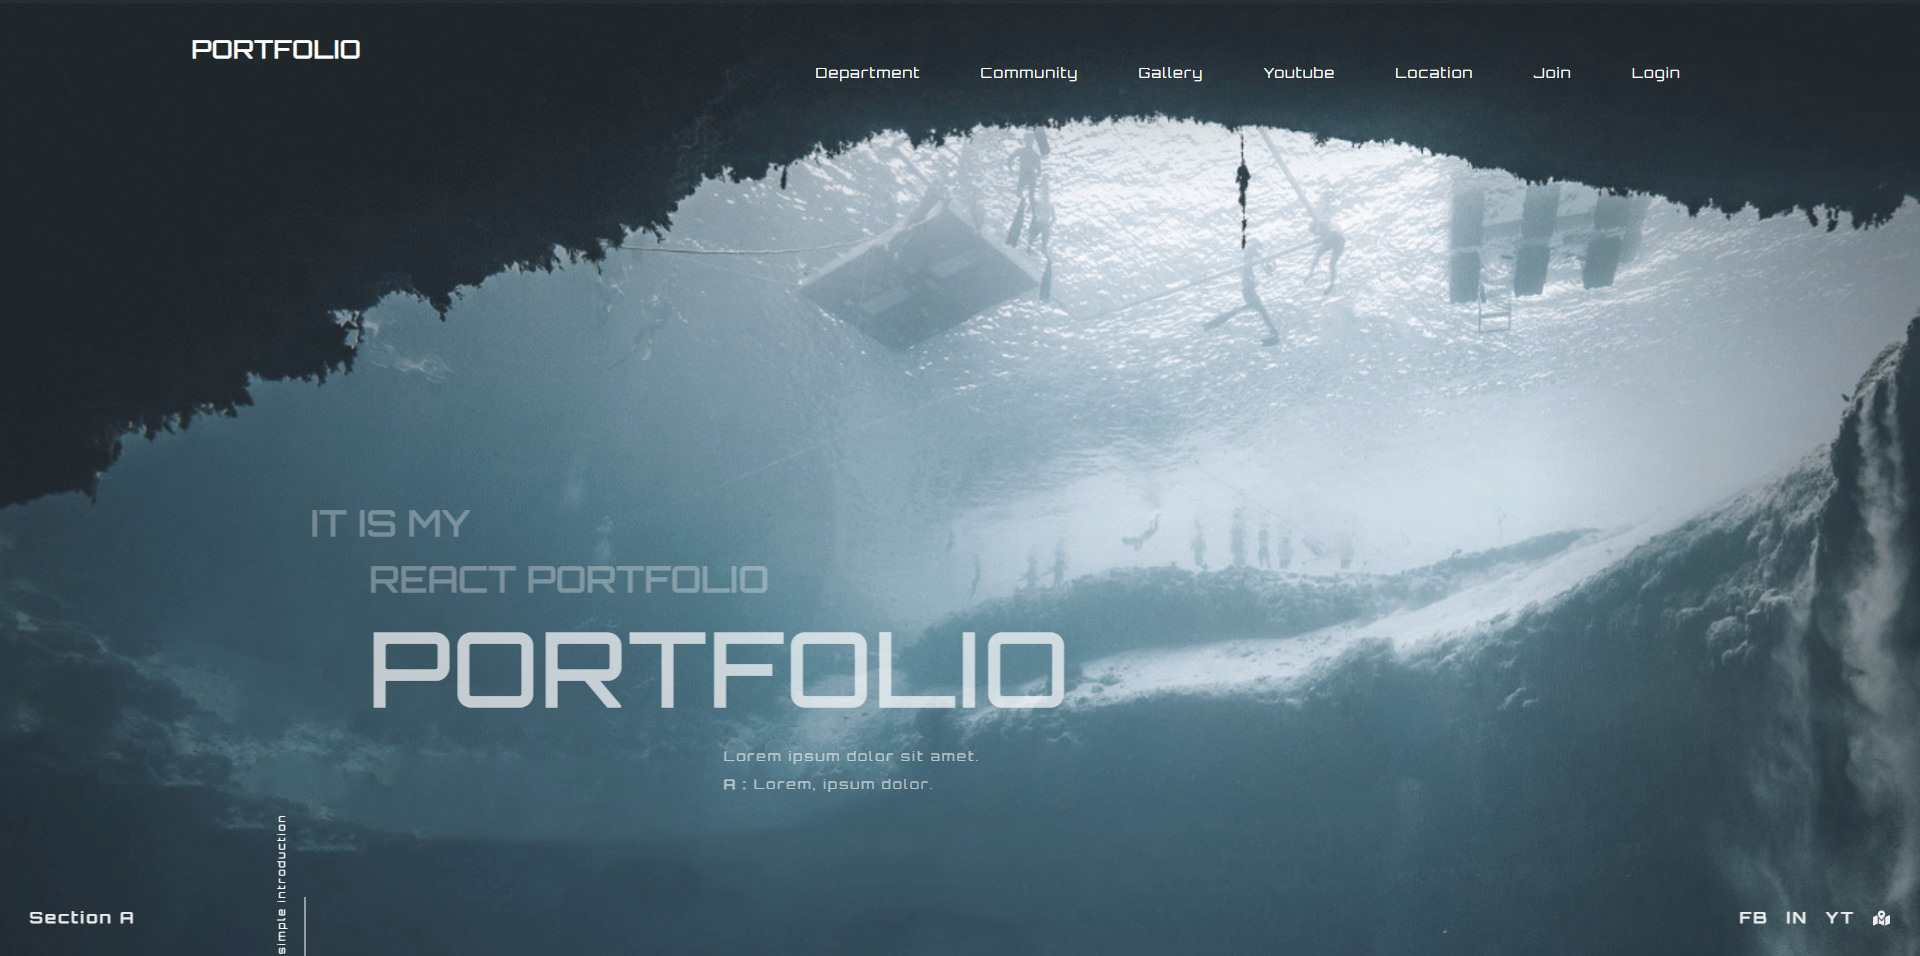 PORTFOLIO
Department Community Gallery Youtube Location Join Login
IT IS MY
REACT PORTFOLIO
PORTFOLIO
Lorem ipsum dolor sit amet.
A : Lorem, ipsum dolor.
simple introduction
Section A
FB IN YT